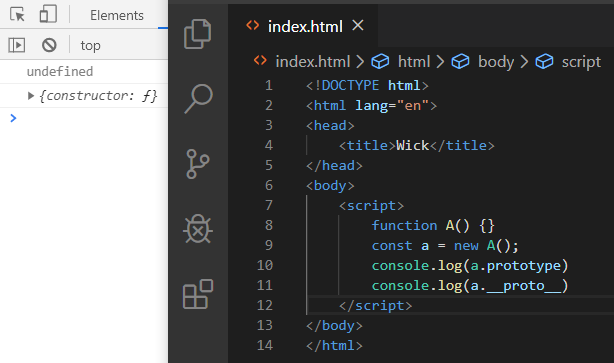 Elements
top
undefined
{constructor: ƒ}
index.html
index.html > html > body > script
1 <!DOCTYPE html>
2 <html lang="en">
3 <head>
4 <title>Wick</title>
5 </head>
6 <body>
7 <script>
8 function A() {}
9 const a = new A();
10 console.log(a.prototype)
11 console.log(a.__proto__)
12 </script>
13 </body>
14 </html>